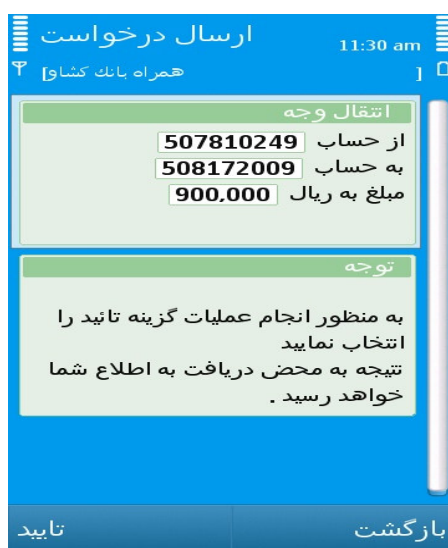 ارسال درخواست
11:30 am
[همراه بانک کشاو]
انتقال وجه
از حساب 507810249
به حساب 508172009
مبلغ به ریال 900,000
توجه
به منظور انجام عملیات گزینه تائید را
انتخاب نمایید
نتیجه به محض دریافت به اطلاع شما
خواهد رسید .
تایید
بازگشت